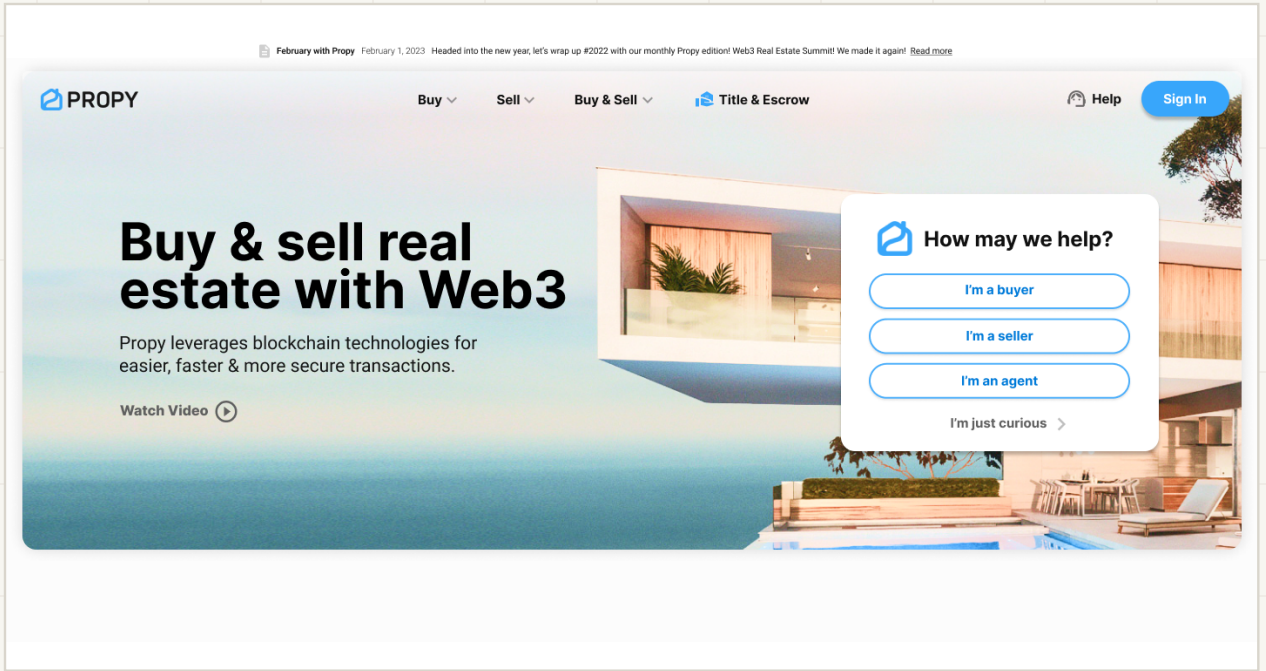 February with Propy February 1, 2023 Headed into the new year, let's wrap up #2022 with our monthly Propy edition! Web3 Real Estate Summit! We made it again! Read more
PROPY Buy Sell Buy & Sell Title & Escrow Help Sign In
Buy & sell real
estate with Web3
Propy leverages blockchain technologies for
easier, faster & more secure transactions.
Watch Video
How may we help?
I'm a buyer
I'm a seller
I'm an agent
I'm just curious